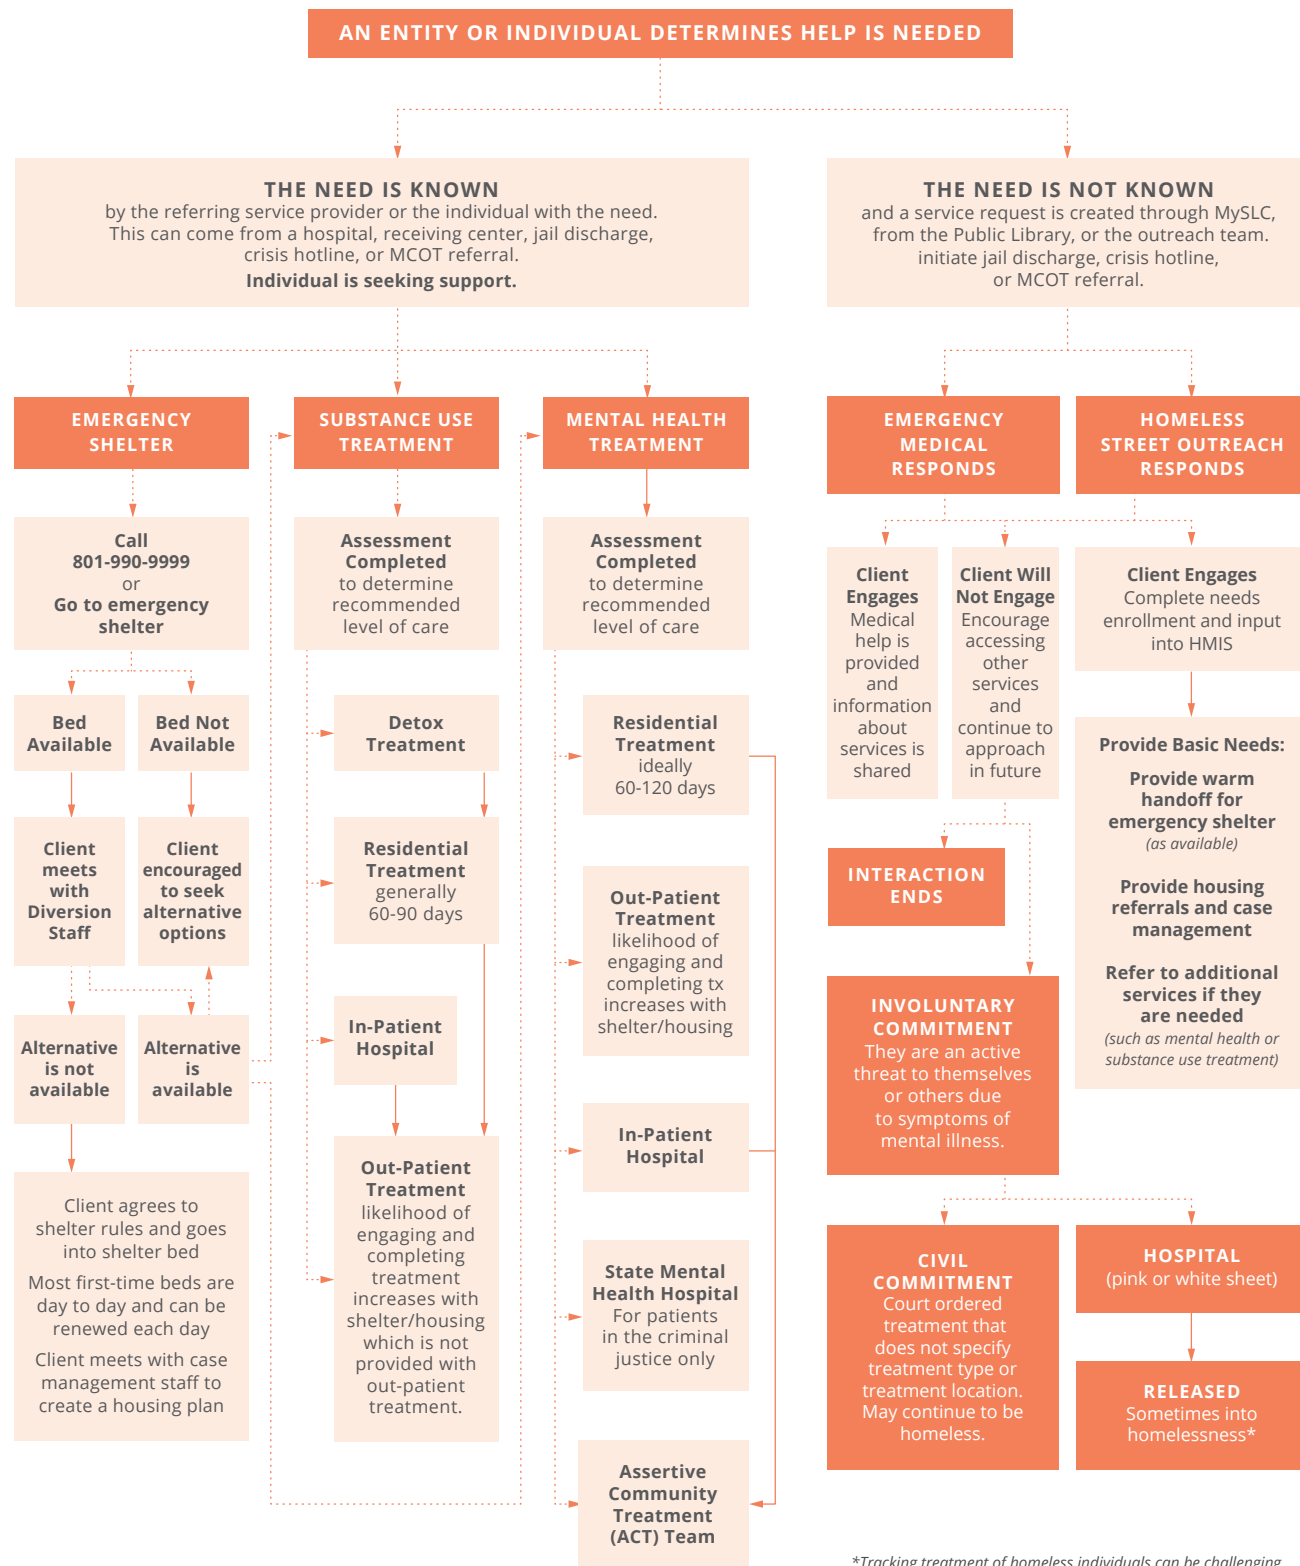 AN ENTITY OR INDIVIDUAL DETERMINES HELP IS NEEDED
THE NEED IS KNOWN
by the referring service provider or the individual with the need.
This can come from a hospital, receiving center, jail discharge,
crisis hotline, or MCOT referral.
Individual is seeking support.
THE NEED IS NOT KNOWN
and a service request is created through MySLC,
from the Public Library, or the outreach team.
initiate jail discharge, crisis hotline,
or MCOT referral.
EMERGENCY
SHELTER
Call
801-990-9999
or
Go to emergency
shelter
Bed
Available
Bed Not
Available
Client
meets
with
Diversion
Staff
Client
encouraged
to seek
alternative
options
Alternative
is not
available
Alternative
is
available
Client agrees to
shelter rules and goes
into shelter bed
Most first-time beds are
day to day and can be
renewed each day
Client meets with case
management staff to
create a housing plan
SUBSTANCE USE
TREATMENT
Assessment
Completed
to determine
recommended
level of care
Detox
Treatment
Residential
Treatment
generally
60-90 days
In-Patient
Hospital
Out-Patient
Treatment
likelihood of
engaging and
completing
treatment
increases with
shelter/housing
which is not
provided with
out-patient
treatment.
MENTAL HEALTH
TREATMENT
Assessment
Completed
to determine
recommended
level of care
Residential
Treatment
ideally
60-120 days
Out-Patient
Treatment
likelihood of
engaging and
completing tx
increases with
shelter/housing
In-Patient
Hospital
State Mental
Health Hospital
For patients
in the criminal
justice only
Assertive
Community
Treatment
(ACT) Team
EMERGENCY
MEDICAL
RESPONDS
HOMELESS
STREET OUTREACH
RESPONDS
Client
Engages
Medical
help is
provided
and
information
about
services is
shared
Client Will
Not Engage
Encourage
accessing
other
services
and
continue to
approach
in future
Client Engages
Complete needs
enrollment and input
into HMIS
Provide Basic Needs:
Provide warm
handoff for
emergency shelter
(as available)
Provide housing
referrals and case
management
Refer to additional
services if they
are needed
(such as mental health or
substance use treatment)
INTERACTION
ENDS
INVOLUNTARY
COMMITMENT
They are an active
threat to themselves
or others due
to symptoms of
mental illness.
CIVIL
COMMITMENT
Court ordered
treatment that
does not specify
treatment type or
treatment location.
May continue to be
homeless.
HOSPITAL
(pink or white sheet)
RELEASED
Sometimes into
homelessness*
*Tracking treatment of homeless individuals can be challenging